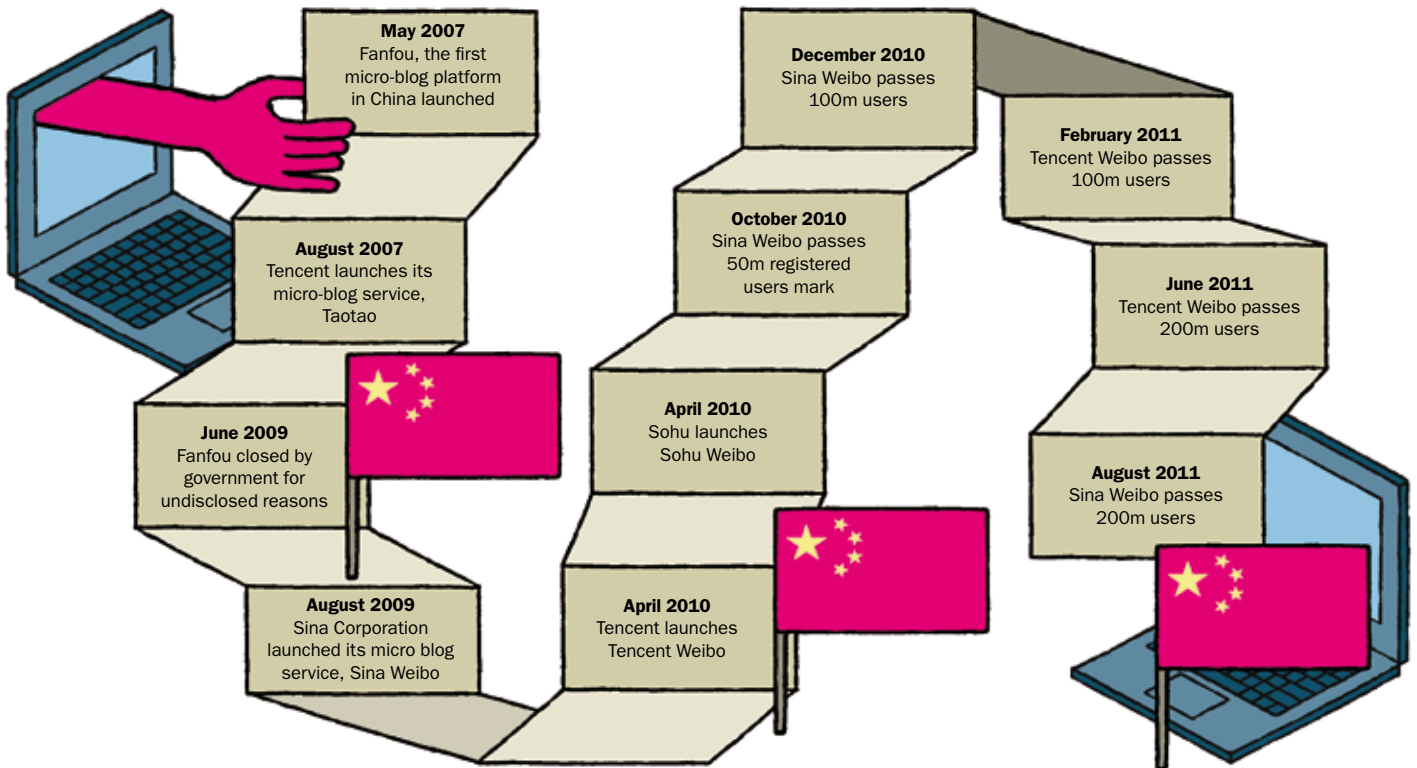 May 2007
Fanfou, the first
micro-blog platform
in China launched
August 2007
Tencent launches its
micro-blog service,
Taotao
June 2009
Fanfou closed by
government for
undisclosed reasons
August 2009
Sina Corporation
launched its micro blog
service, Sina Weibo
April 2010
Tencent launches
Tencent Weibo
April 2010
Sohu launches
Sohu Weibo
October 2010
Sina Weibo passes
50m registered
users mark
December 2010
Sina Weibo passes
100m users
February 2011
Tencent Weibo passes
100m users
June 2011
Tencent Weibo passes
200m users
August 2011
Sina Weibo passes
200m users